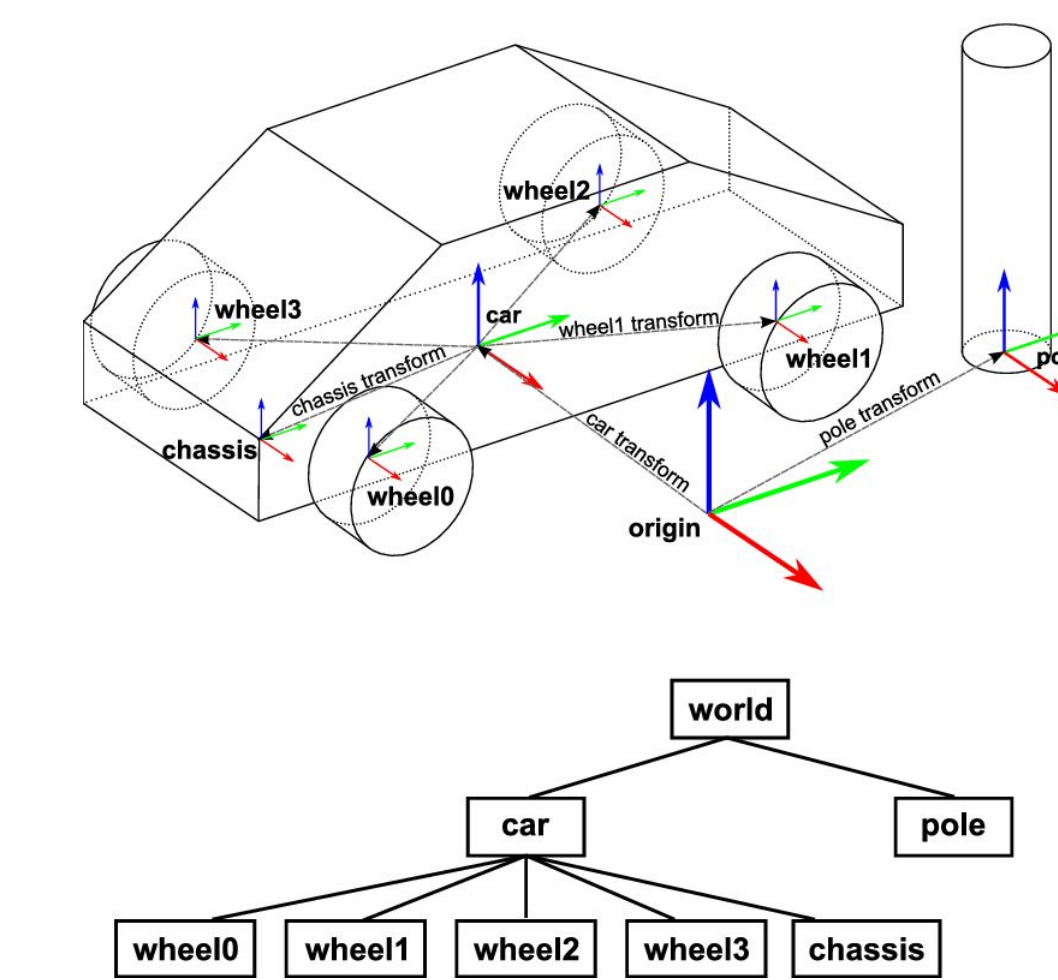 wheel2
wheel3
car
wheel1 transform
wheel1
chassis transform
chassis
wheel0
car transform
pole transform
origin
world
car
pole
wheel0
wheel1
wheel2
wheel3
chassis